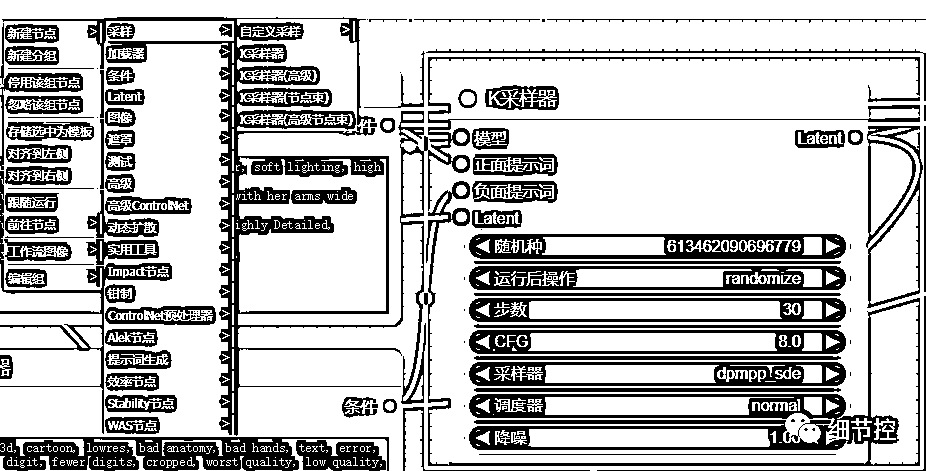 新建节点
新建分组
停用该组节点
忽略该组节点
存储选中为模板
对齐到左侧
对齐到右侧
跟随运行
前往节点
工作流图像
编辑组
采样
加载器
条件
Latent
图像
遮罩
测试
高级
高级ControlNet
动态扩散
实用工具
Impact节点
钳制
ControlNet预处理器
Alek节点
提示词生成
效率节点
Stability节点
WAS节点
自定义采样
K采样器
K采样器(高级)
K采样器(节点束)
K采样器(高级节点束)
条件
soft lighting, high
with her arms wide
Detailed,
条件
3d, cartoon, lowres, bad anatomy, bad hands, text, error,
digit, fewer digits, cropped, worst quality, low quality,
K采样器
模型
Latent
正面提示词
负面提示词
Latent
随机种 613462090696779
运行后操作 randomize
步数 30
CFG 8.0
采样器 dpmpp_sde
调度器 normal
降噪
细节控